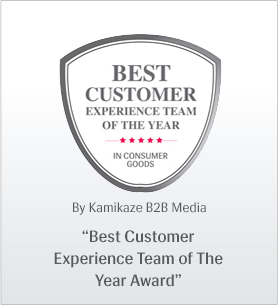 BEST
CUSTOMER
EXPERIENCE TEAM
OF THE YEAR
IN CONSUMER
GOODS
By Kamikaze B2B Media
“Best Customer
Experience Team of The
Year Award”